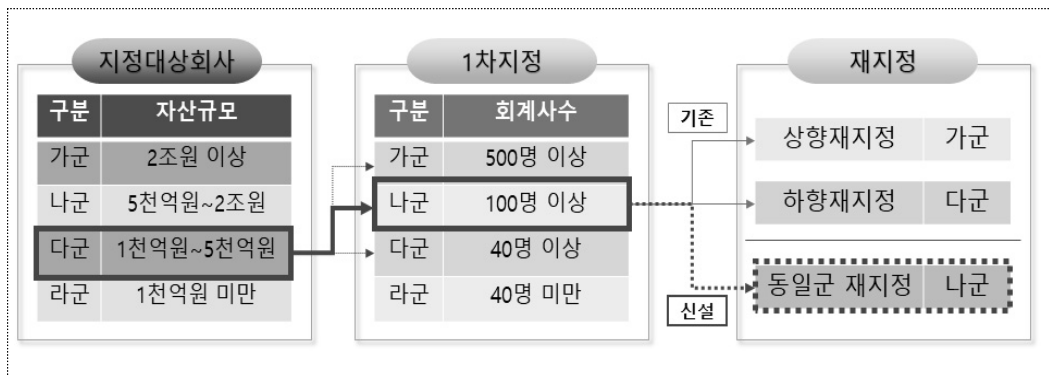 지정대상회사
구분 자산규모
가군 2조원 이상
나군 5천억원~2조원
다군 1천억원~5천억원
라군 1천억원 미만
1차지정
구분 회계사수
가군 500명 이상
나군 100명 이상
다군 40명 이상
라군 40명 미만
기존
신설
재지정
상향재지정 가군
하향재지정 다군
동일군 재지정 나군